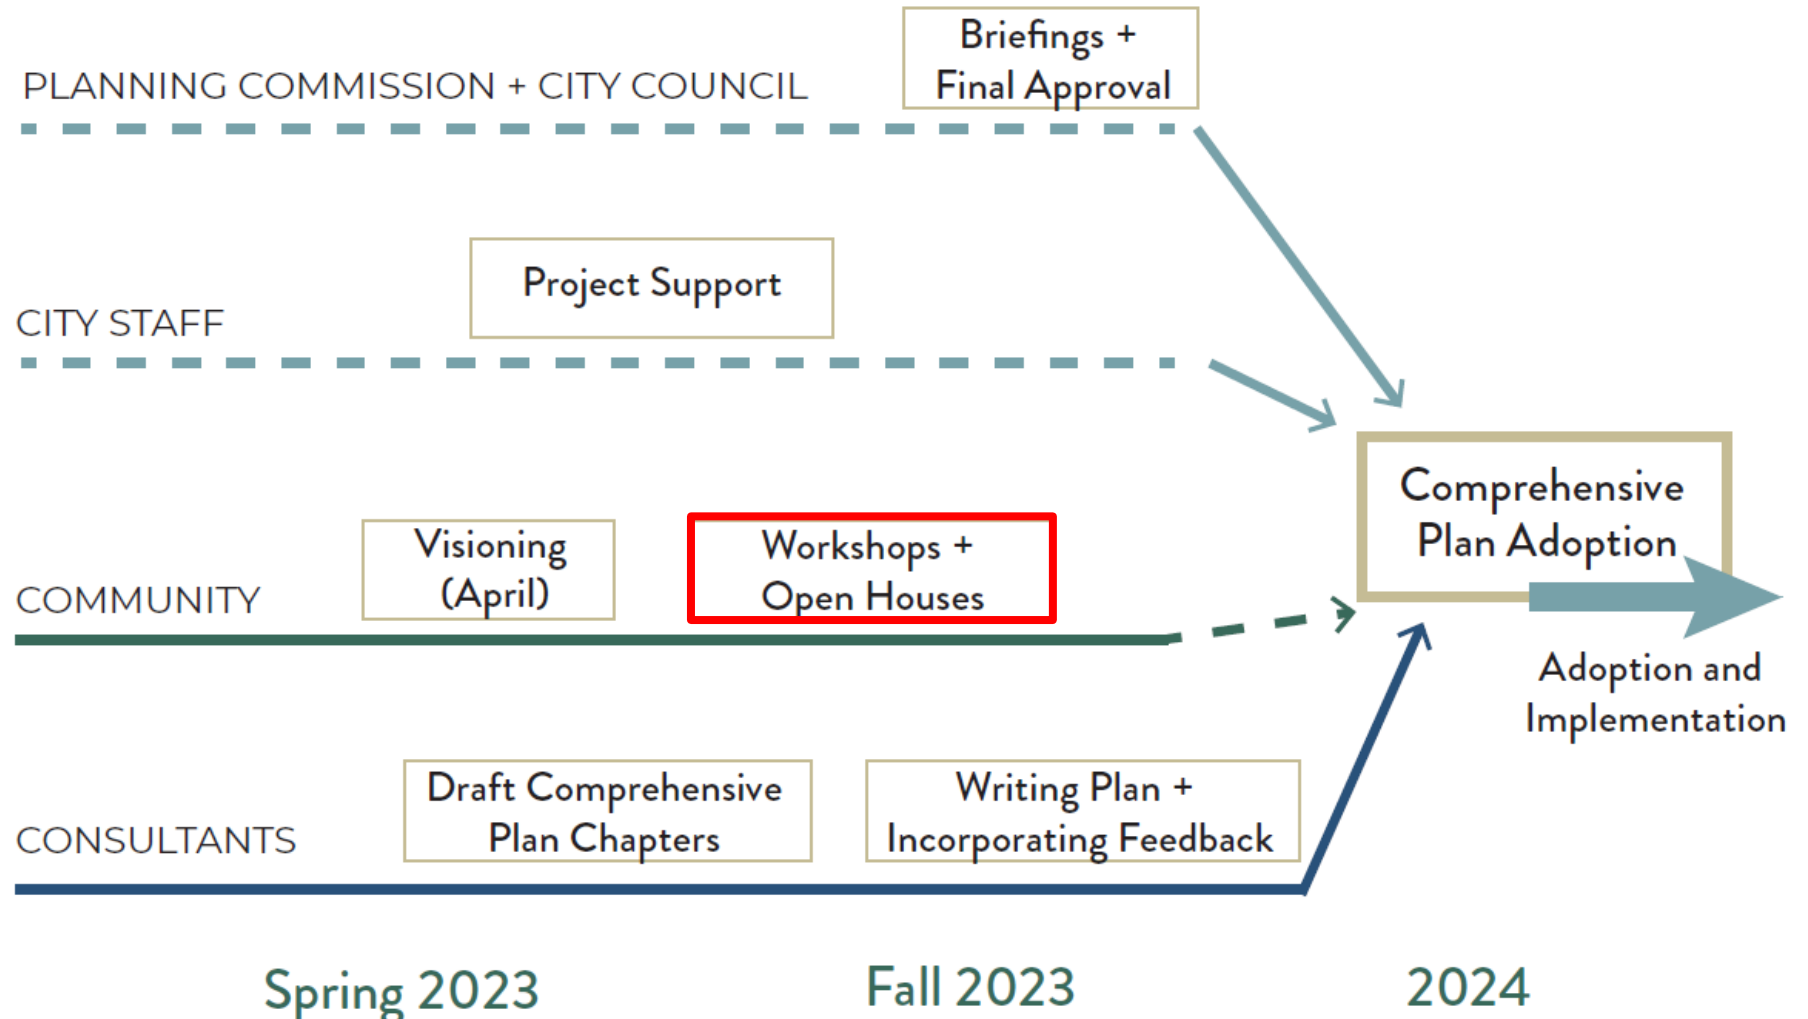 Briefings +
Final Approval
PLANNING COMMISSION + CITY COUNCIL
Project Support
CITY STAFF
Comprehensive
Plan Adoption
Visioning
(April)
Workshops +
Open Houses
COMMUNITY
Adoption and
Implementation
Draft Comprehensive
Plan Chapters
Writing Plan +
Incorporating Feedback
CONSULTANTS
Spring 2023
Fall 2023
2024